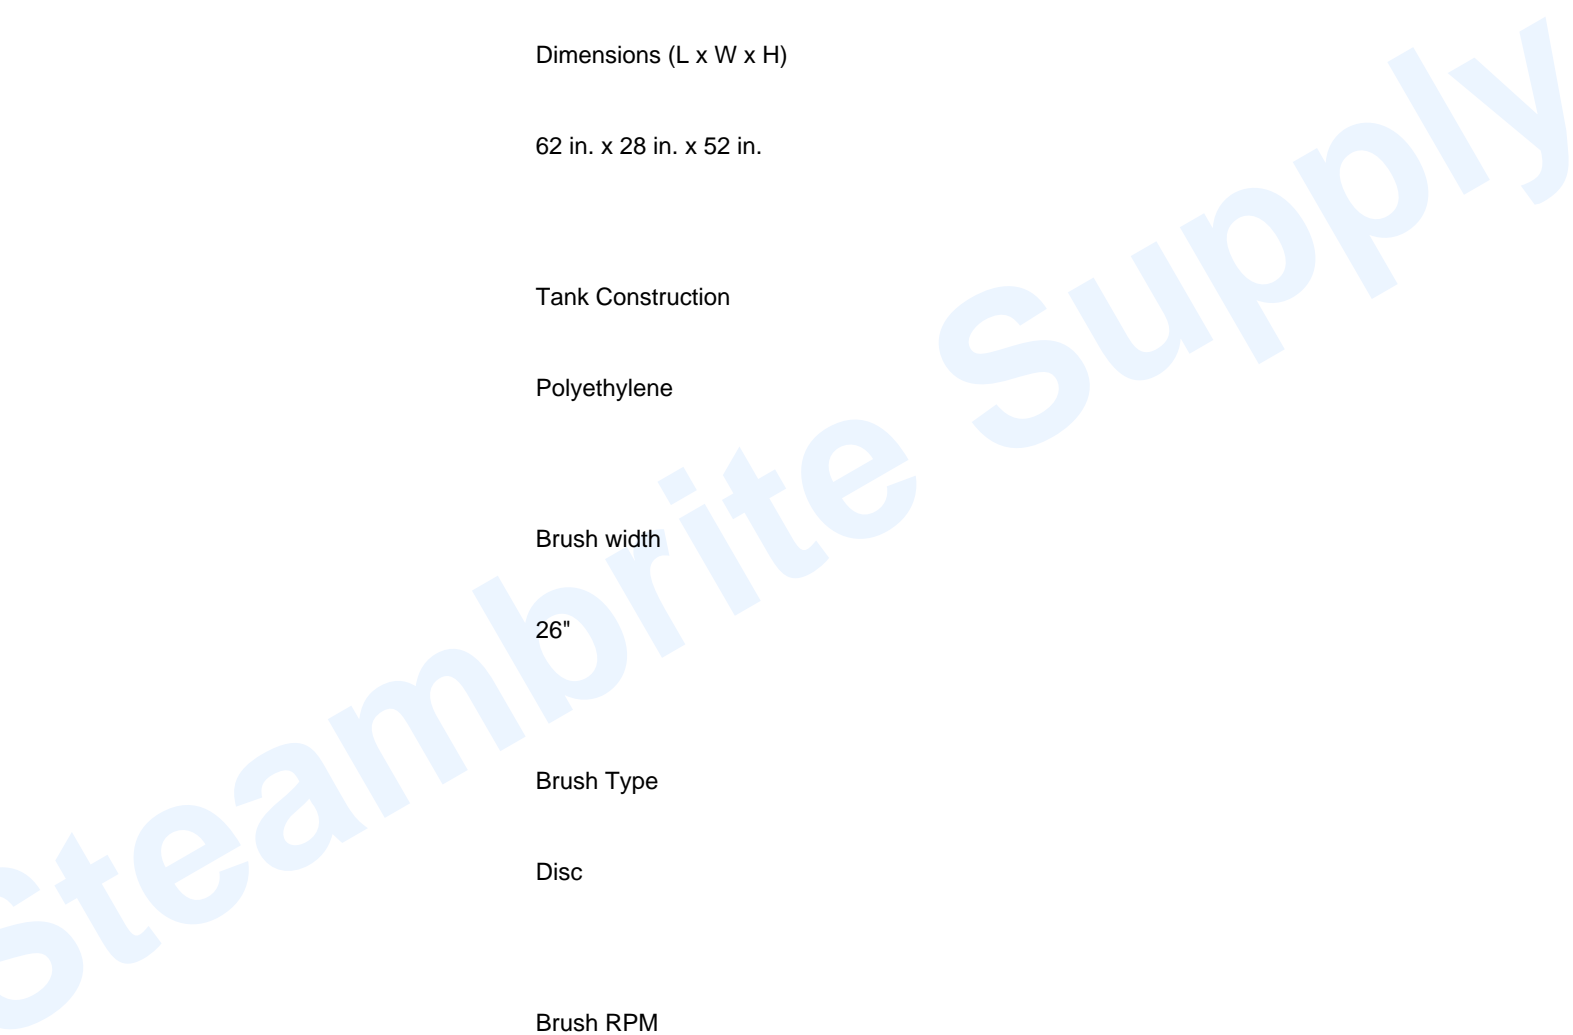 Dimensions (L x W x H)
62 in. x 28 in. x 52 in.
Tank Construction
Polyethylene
Brush width
26"
Brush Type
Disc
Brush RPM
Steambrite Supply